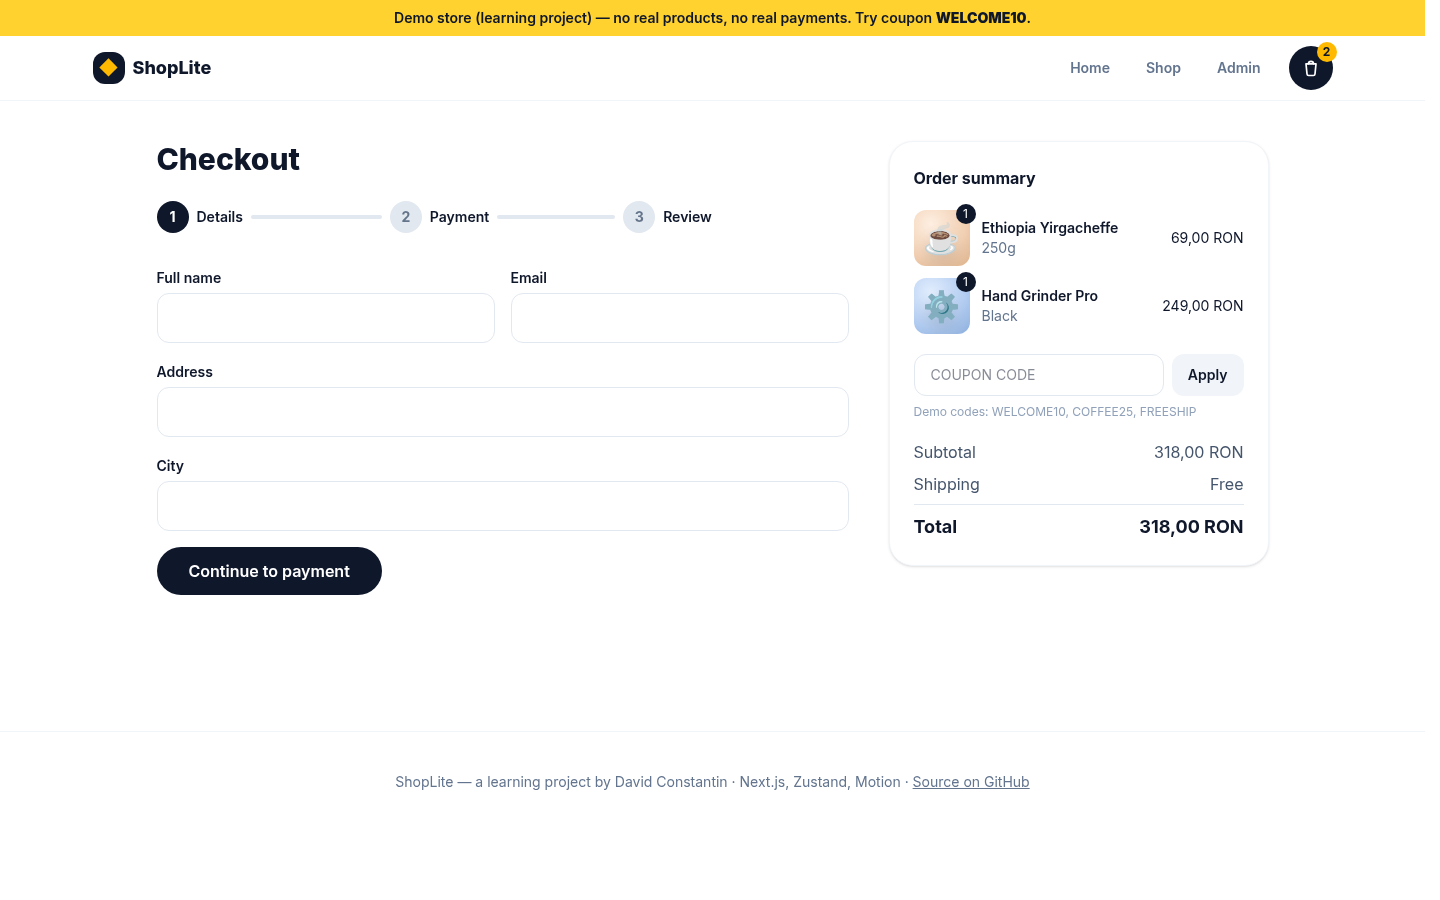 Demo store (learning project) — no real products, no real payments. Try coupon WELCOME10.
ShopLite
Home
Shop
Admin
2
Checkout
1 Details
2 Payment
3 Review
Full name
Email
Address
City
Continue to payment
Order summary
1
Ethiopia Yirgacheffe
250g
69,00 RON
1
Hand Grinder Pro
Black
249,00 RON
COUPON CODE
Apply
Demo codes: WELCOME10, COFFEE25, FREESHIP
Subtotal 318,00 RON
Shipping Free
Total 318,00 RON
ShopLite — a learning project by David Constantin · Next.js, Zustand, Motion · Source on GitHub